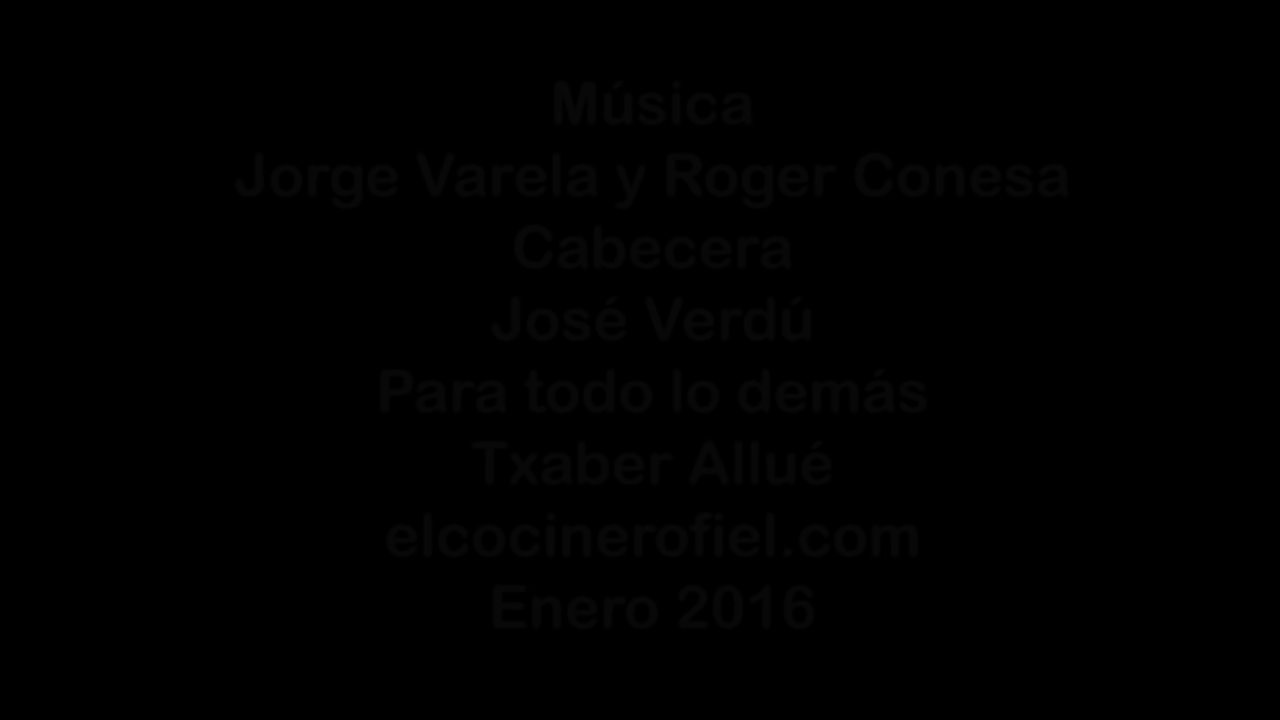 Música
Jorge Varela y Roger Conesa
Cabecera
José Verdú
Para todo lo demás
Txaber Allué
elcocinerofiel.com
Enero 2016